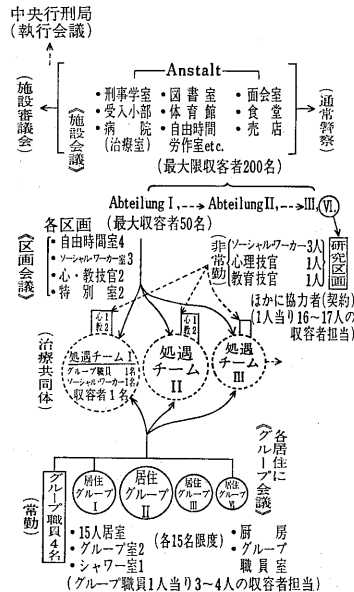 中央行刑局
(執行会議)
Anstalt
・刑事学室
・受入小部
・病院
(治療室)
・図書室
・体育館
・自由時間
労作室etc.
・面会室
・食堂
・売店
(最大限収容者200名)
(施設審議会)
《施設会議》
(通常警察)
Abteilung I, → Abteilung II, → III, Ⅵ.
各区画
(最大収容者50名)
《区画会議》
・自由時間室4
・ソーシャル・ワーカー室3
・心・教技官2
・特別室2
(非常勤)
ソーシャル・ワーカー3人
心理技官 1人
教育技官 1人
研究区画
ほかに協力者(契約)
(1人当り16〜17人の
収容者担当)
心1
教2
心1
教2
(治療共同体)
処遇チームI
グループ職員 1名
ソーシャル・ワーカー1名
収容者1名
処遇
チーム
II
処遇
チーム
III
各居住に
《グループ会議》
グループ職員4名
(常勤)
居住
グループ
I
居住
グループ
II
居住
グループ
III
居住
グループ
Ⅵ
・15人居室
・グループ室2
・シャワー室1
(各15名限度)
・厨房
・グループ
職員室
(グループ職員1人当り3〜4人の収容者担当)